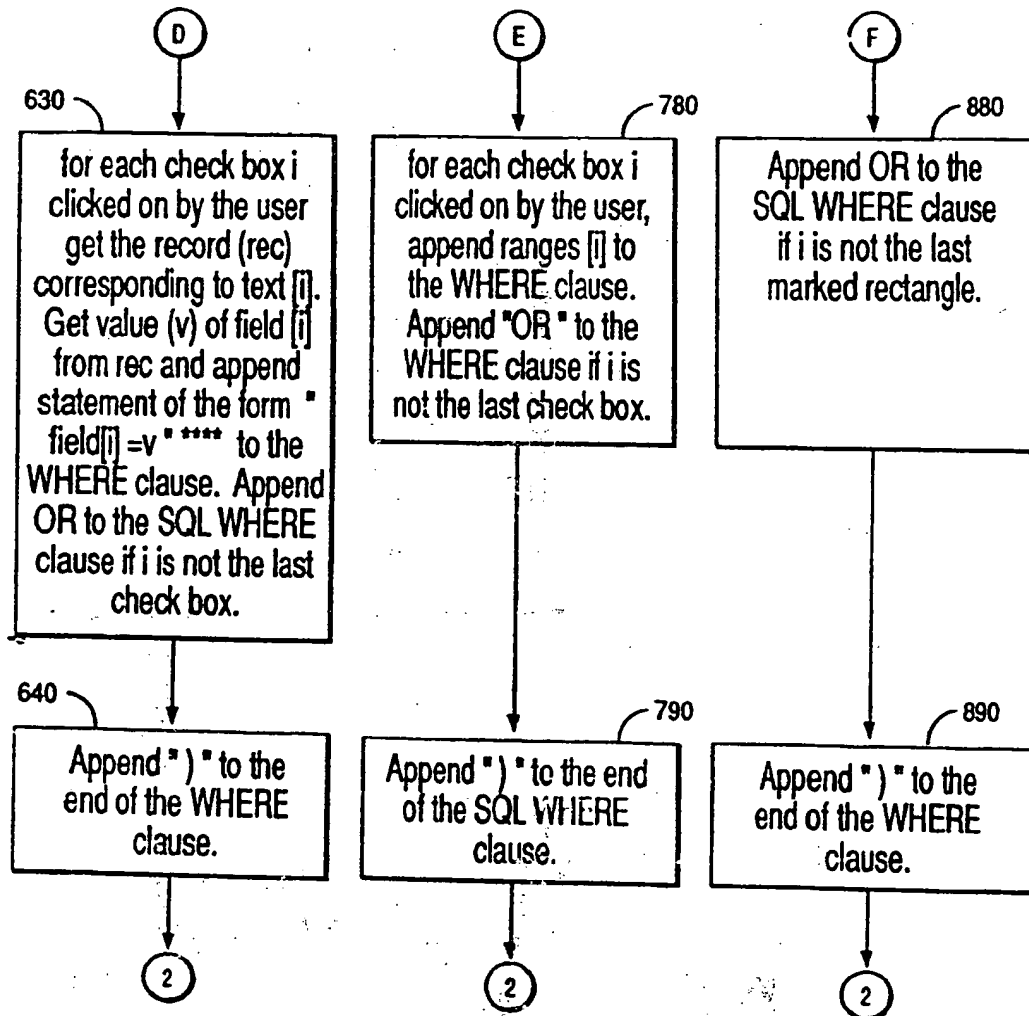 D
630
for each check box i
clicked on by the user
get the record (rec)
corresponding to text [i].
Get value (v) of field [i]
from rec and append
statement of the form "
field[i] =v " **** to the
WHERE clause. Append
OR to the SQL WHERE
clause if i is not the last
check box.
640
Append " ) " to the
end of the WHERE
clause.
2
E
780
for each check box i
clicked on by the user,
append ranges [i] to
the WHERE clause.
Append "OR " to the
WHERE clause if i is
not the last check box.
790
Append " ) " to the end
of the SQL WHERE
clause.
2
F
880
Append OR to the
SQL WHERE clause
if i is not the last
marked rectangle.
890
Append " ) " to the
end of the WHERE
clause.
2